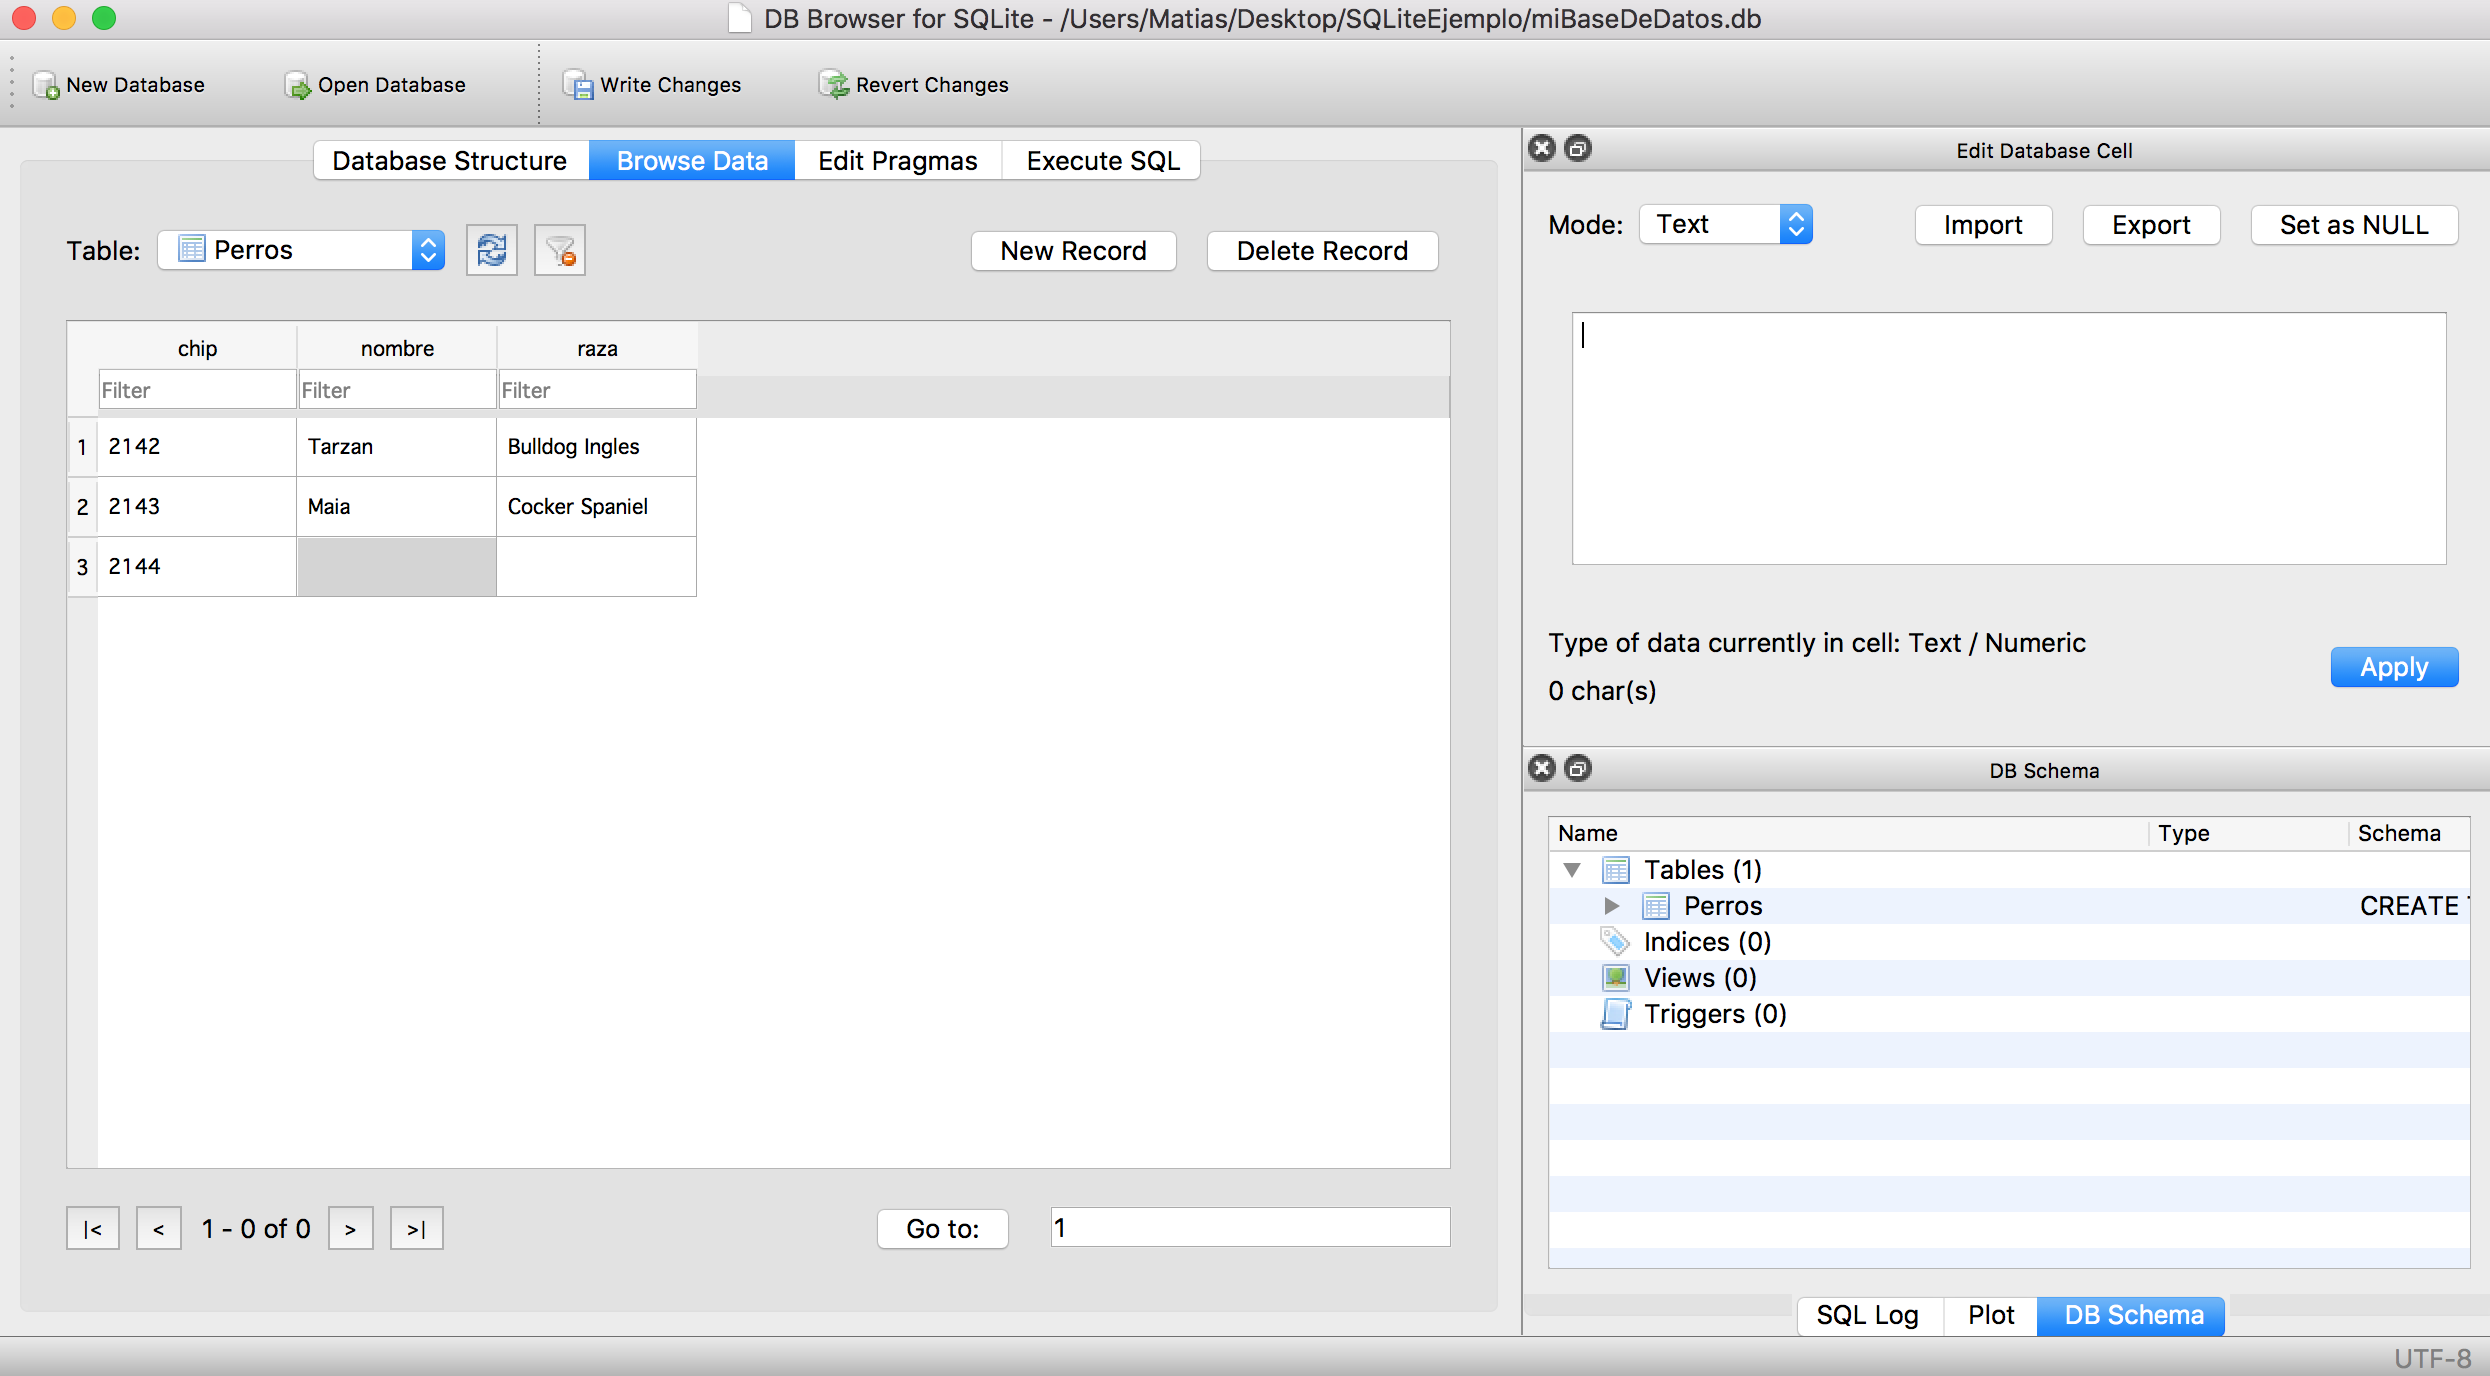 DB Browser for SQLite - /Users/Matias/Desktop/SQLiteEjemplo/miBaseDeDatos.db
New Database Open Database Write Changes Revert Changes
Database Structure Browse Data Edit Pragmas Execute SQL
Table: Perros New Record Delete Record
chip nombre raza
Filter Filter Filter
1 2142 Tarzan Bulldog Ingles
2 2143 Maia Cocker Spaniel
3 2144
|< < 1 - 0 of 0 > >| Go to: 1
Edit Database Cell
Mode: Text Import Export Set as NULL
Type of data currently in cell: Text / Numeric
Apply
0 char(s)
DB Schema
Name Type Schema
Tables (1)
Perros CREATE
Indices (0)
Views (0)
Triggers (0)
SQL Log Plot DB Schema
UTF-8